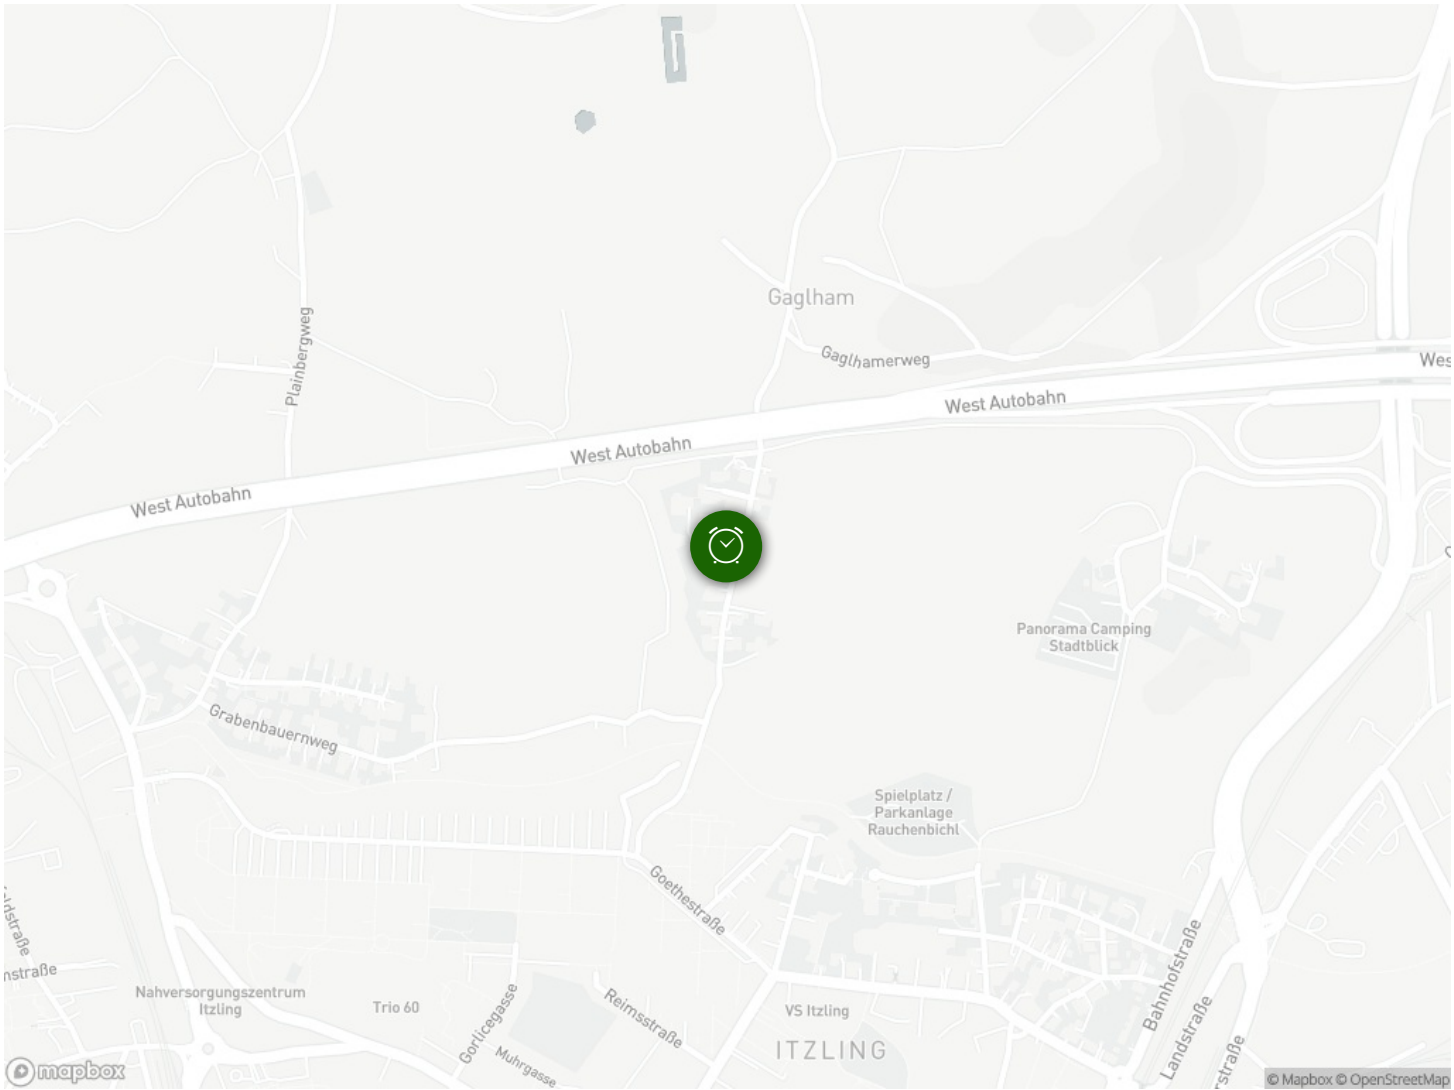 Gaglham
Plainbergweg
Gaglhamerweg
West Autobahn
West Autobahn
West Autobahn
Panorama Camping
Stadtblick
Grabenbauernweg
Spielplatz /
Parkanlage
Rauchenbichl
Goethestraße
Bahnhofstraße
Nahversorgungszentrum
Itzling
Trio 60
Gorlicegasse
Reimsstraße
VS Itzling
Landstraße
ITZLING
Muhrgasse
mapbox
© Mapbox © OpenStreetMap